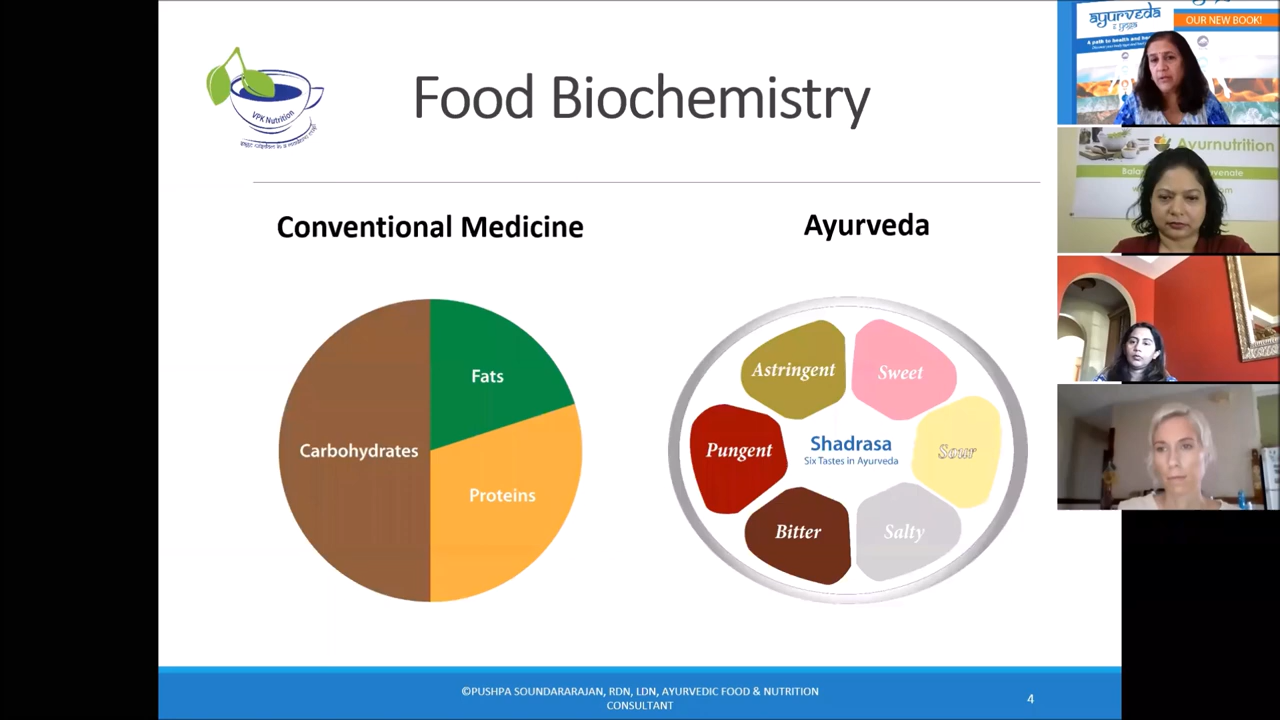 Food Biochemistry
VPK Nutrition
Conventional Medicine
Ayurveda
Carbohydrates
Fats
Proteins
Astringent
Sweet
Pungent
Shadrasa
Six Tastes in Ayurveda
Sour
Bitter
Salty
©PUSHPA SOUNDARARAJAN, RDN, LDN, AYURVEDIC FOOD & NUTRITION
CONSULTANT
4
ayurveda
OUR NEW BOOK!
Ayurnutrition